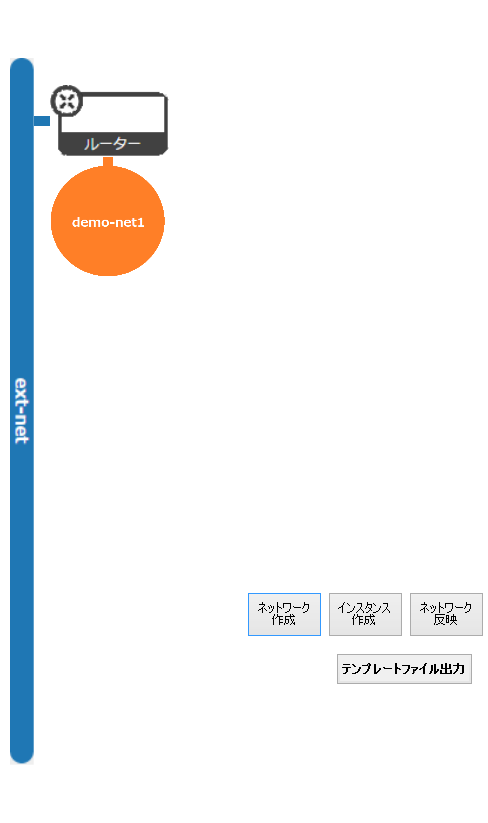 ルーター
demo-net1
ext-net
ネットワーク
作成
インスタンス
作成
ネットワーク
反映
テンプレートファイル出力